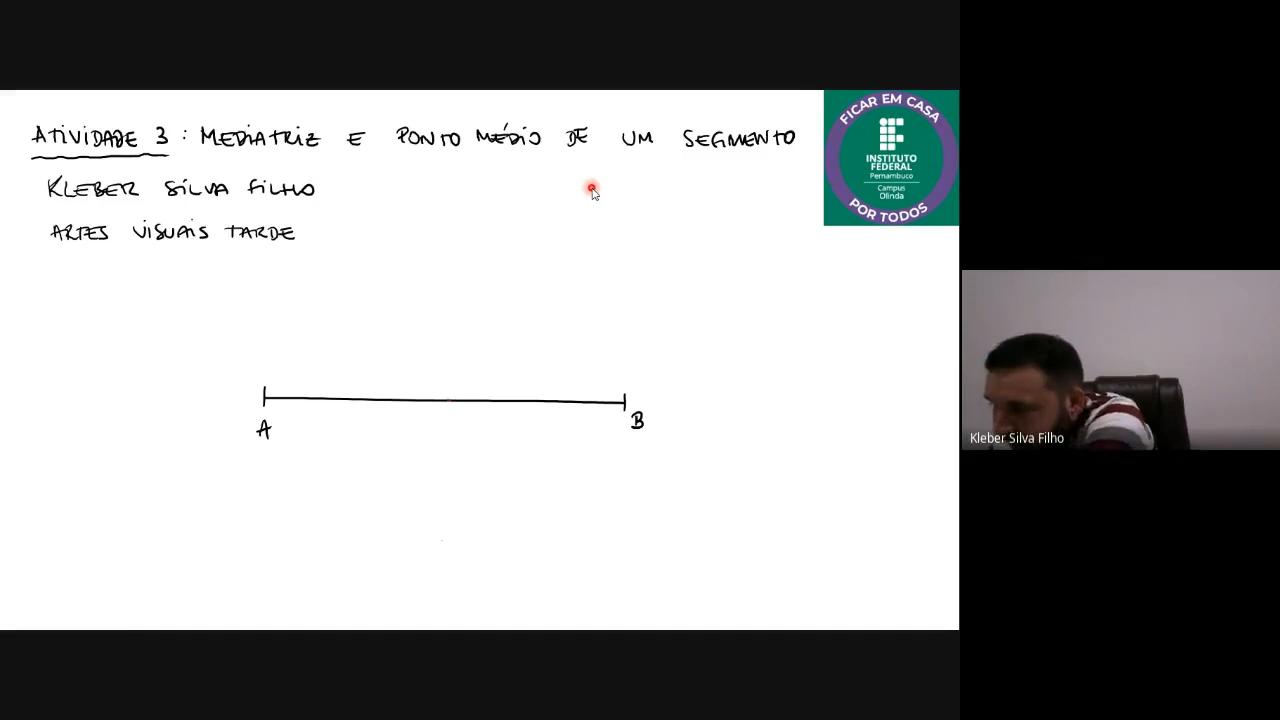 ATIVIDADE 3 : MEDIATRIZ E PONTO MÉDIO DE UM SEGMENTO
KLEBER SILVA FILHO
ARTES VISUAIS TARDE
FICAR EM CASA
INSTITUTO
FEDERAL
Pernambuco
Campus
Olinda
POR TODOS
A
B
Kleber Silva Filho